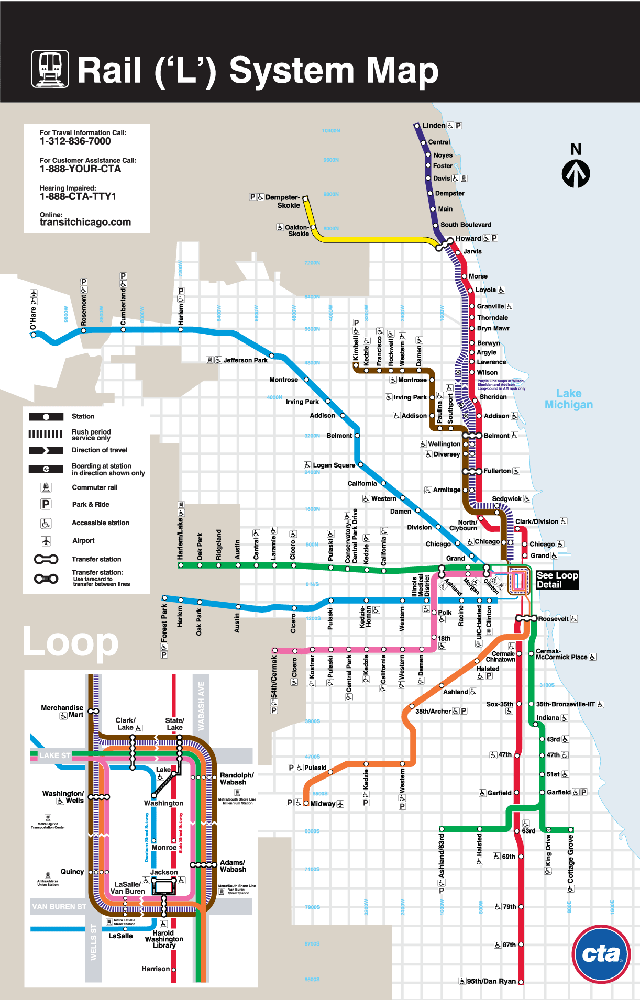 Rail ('L') System Map
For Travel Information Call:
1-312-836-7000
For Customer Assistance Call:
1-888-YOUR-CTA
Hearing Impaired:
1-888-CTA-TTY1
Online:
transitchicago.com
N
Linden
Central
Noyes
Foster
Davis
Dempster
Main
South Boulevard
Howard
Jarvis
Dempster-
Skokie
Oakton-
Skokie
Morse
Loyola
Granville
Thorndale
Bryn Mawr
Berwyn
Argyle
Lawrence
Wilson
Sheridan
Addison
Belmont
Fullerton
Lake
Michigan
O'Hare
Rosemont
Cumberland
Harlem
Jefferson Park
Montrose
Irving Park
Addison
Belmont
Logan Square
California
Western
Damen
Division
Chicago
Grand
Kimball
Kedzie
Francisco
Rockwell
Western
Damen
Montrose
Irving Park
Addison
Paulina
Southport
Wellington
Diversey
Armitage
Sedgwick
North/
Clybourn
Clark/Division
Chicago
Chicago
Grand
Station
Rush period
service only
Direction of travel
Boarding at station
in direction shown only
Commuter rail
Park & Ride
Accessible station
Airport
Transfer station
Transfer station:
Use farecard to
transfer between lines
Harlem/Lake
Oak Park
Ridgeland
Austin
Central
Laramie
Cicero
Pulaski
Conservatory-
Central Park Drive
Kedzie
California
Ashland
Morgan
Clinton
See Loop
Detail
Forest Park
Harlem
Oak Park
Austin
Cicero
Pulaski
Kedzie-
Homan
Western
Illinois
Medical
District
Polk
Racine
UIC-Halsted
Clinton
18th
54th/Cermak
Cicero
Kostner
Pulaski
Central Park
Kedzie
California
Western
Damen
Roosevelt
Cermak-
Chinatown
Cermak-
McCormick Place
Halsted
Ashland
35th/Archer
Sox-35th
35th-Bronzeville-IIT
Indiana
43rd
47th
47th
51st
Garfield
Garfield
Pulaski
Midway
Kedzie
Western
63rd
Ashland/63rd
Halsted
King Drive
Cottage Grove
69th
79th
87th
95th/Dan Ryan
Loop
Merchandise
Mart
Clark/
Lake
State/
Lake
WABASH AVE
LAKE ST
Lake
Randolph/
Wabash
Washington/
Wells
Washington
Monroe
Adams/
Wabash
Quincy
Jackson
LaSalle/
Van Buren
VAN BUREN ST
WELLS ST
LaSalle
Harold
Washington
Library
Harrison
cta